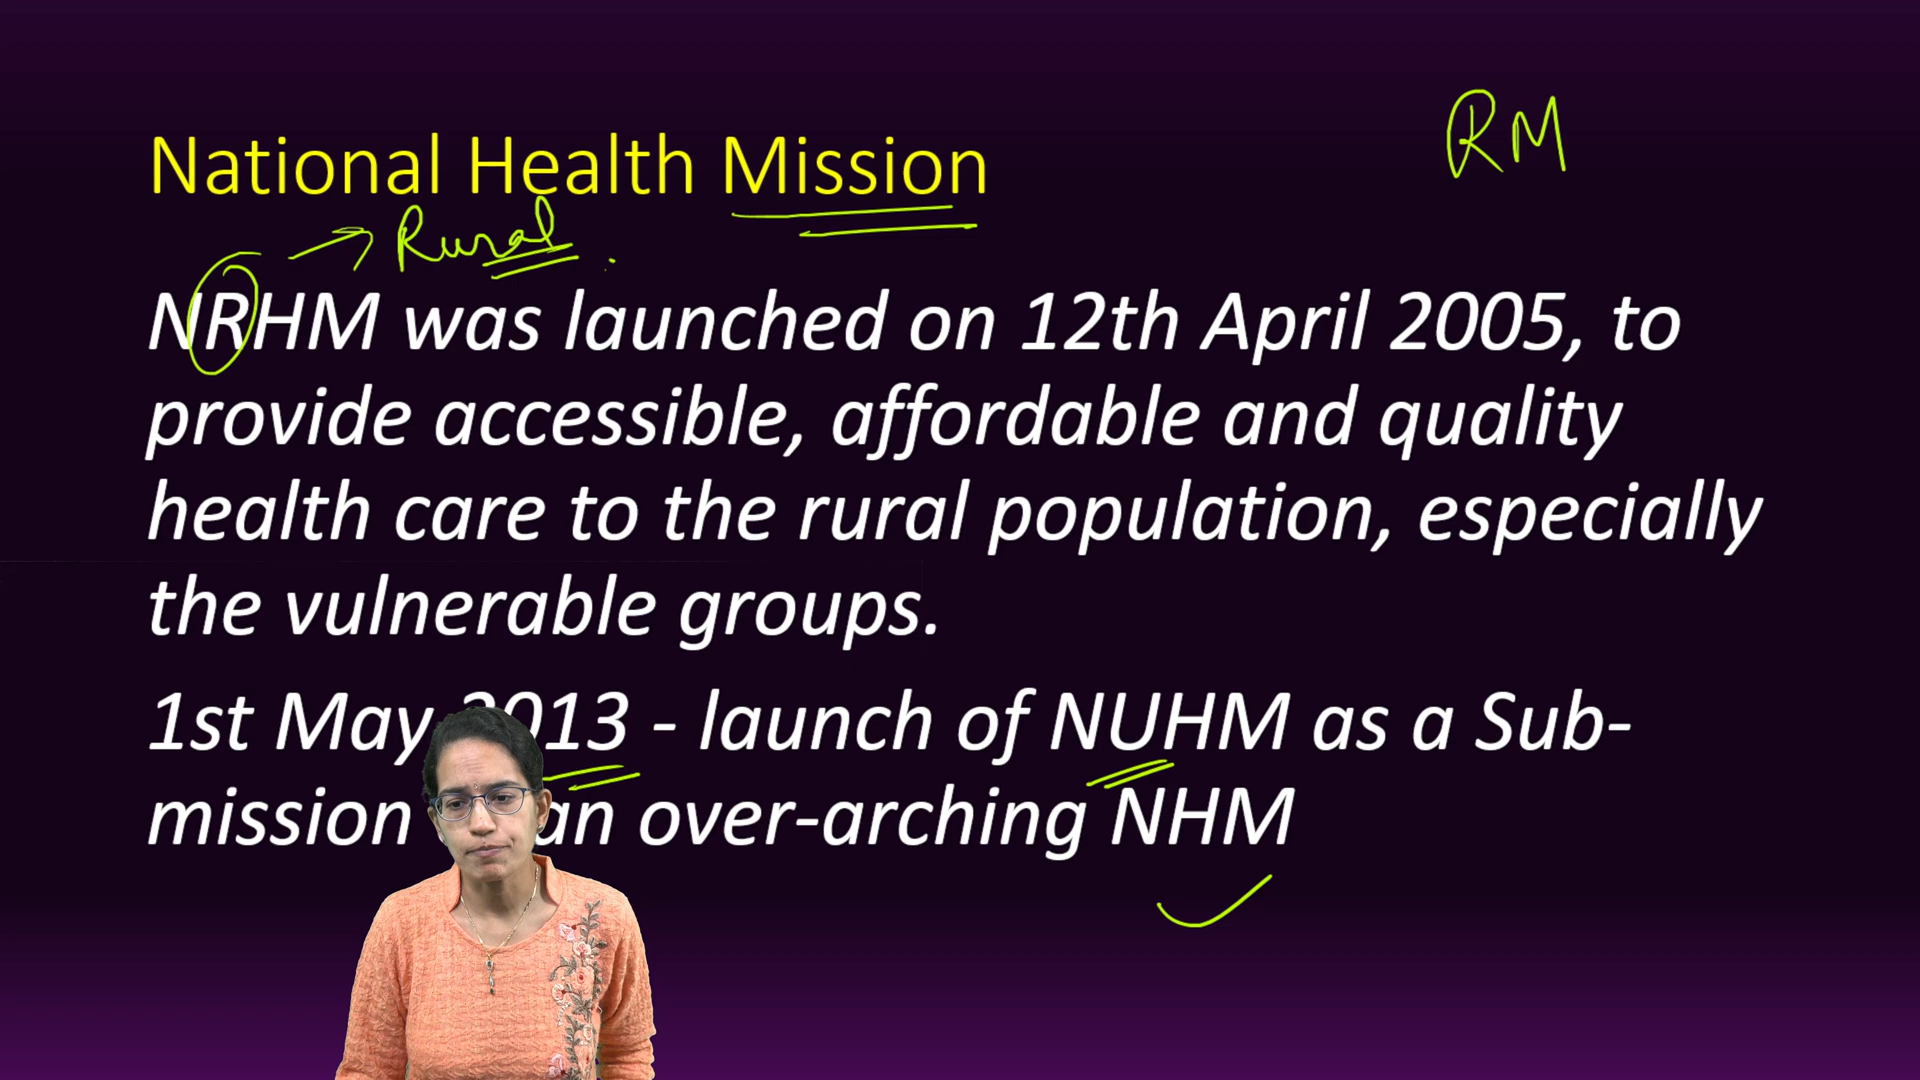 RM
National Health Mission
Rural
NRHM was launched on 12th April 2005, to
provide accessible, affordable and quality
health care to the rural population, especially
the vulnerable groups.
1st May 2013 - launch of NUHM as a Sub-
mission an over-arching NHM